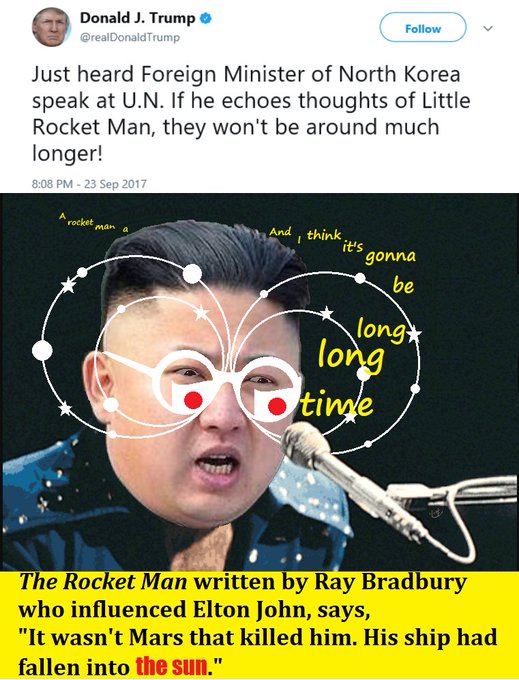 Donald J. Trump
@realDonaldTrump
Follow
Just heard Foreign Minister of North Korea
speak at U.N. If he echoes thoughts of Little
Rocket Man, they won't be around much
longer!
8:08 PM - 23 Sep 2017
A rocket man a
And I think it's gonna
be
long
long
time
The Rocket Man written by Ray Bradbury
who influenced Elton John, says,
"It wasn't Mars that killed him. His ship had
fallen into the sun."